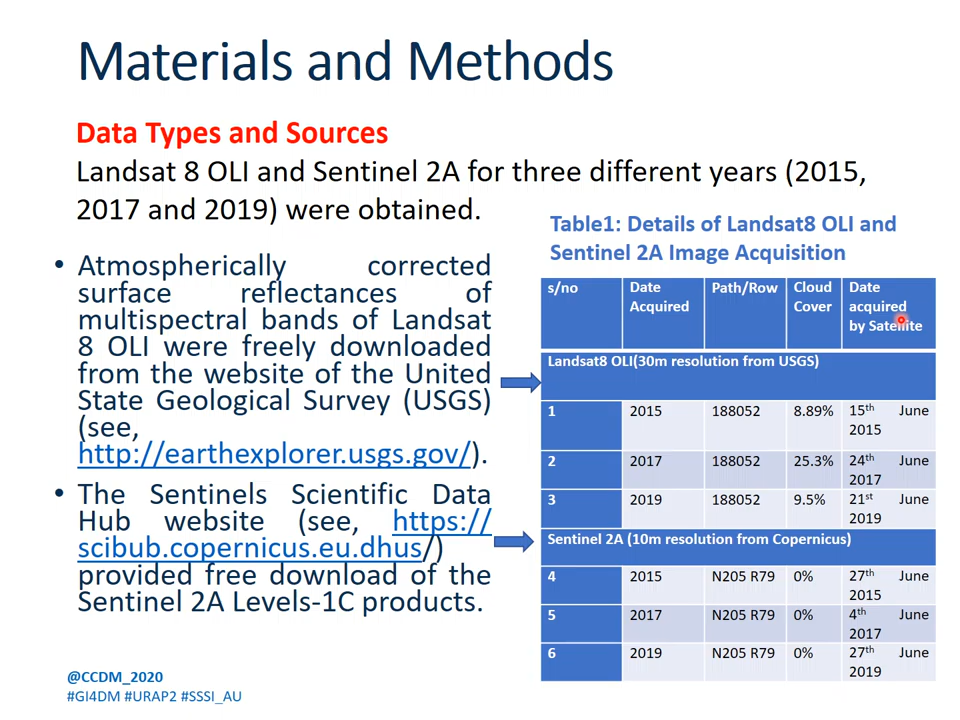 Materials and Methods
Data Types and Sources
Landsat 8 OLI and Sentinel 2A for three different years (2015,
2017 and 2019) were obtained.
• Atmospherically corrected
surface reflectances of
multispectral bands of Landsat
8 OLI were freely downloaded
from the website of the United
State Geological Survey (USGS)
(see,
http://earthexplorer.usgs.gov/).
• The Sentinels Scientific Data
Hub website (see, https://
scibub.copernicus.eu.dhus/)
provided free download of the
Sentinel 2A Levels-1C products.
Table1: Details of Landsat8 OLI and
Sentinel 2A Image Acquisition
s/no Date Acquired Path/Row Cloud Cover Date acquired by Satellite
Landsat8 OLI(30m resolution from USGS)
1 2015 188052 8.89% 15th June 2015
2 2017 188052 25.3% 24th June 2017
3 2019 188052 9.5% 21st June 2019
Sentinel 2A (10m resolution from Copernicus)
4 2015 N205 R79 0% 27th June 2015
5 2017 N205 R79 0% 4th June 2017
6 2019 N205 R79 0% 27th June 2019
@CCDM_2020
#GI4DM #URAP2 #SSSI_AU